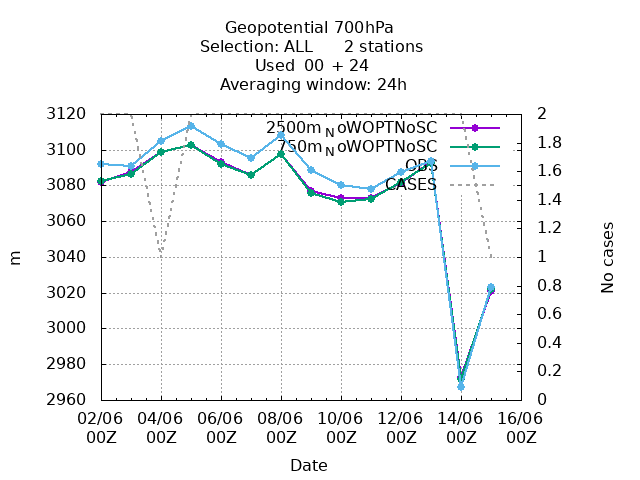 Geopotential 700hPa
Selection: ALL 2 stations
Used 00 + 24
Averaging window: 24h
3120
3100
3080
3060
3040
3020
3000
2980
2960
m
2500m_NoWOPTNoSC
750m_NoWOPTNoSC
OBS
CASES
2
1.8
1.6
1.4
1.2
1
0.8
0.6
0.4
0.2
0
No cases
02/06 04/06 06/06 08/06 10/06 12/06 14/06 16/06
00Z 00Z 00Z 00Z 00Z 00Z 00Z 00Z
Date